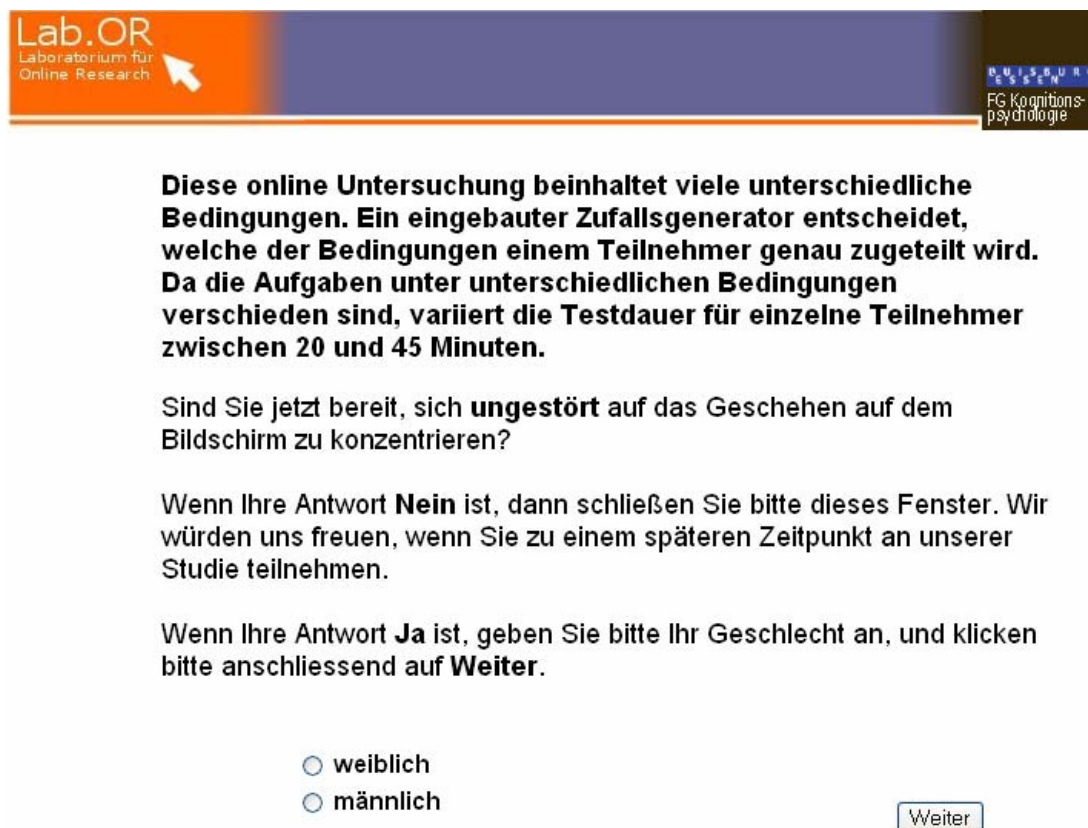 Lab.OR
Laboratorium für
Online Research
FG Kognitions-
psychologie
Diese online Untersuchung beinhaltet viele unterschiedliche
Bedingungen. Ein eingebauter Zufallsgenerator entscheidet,
welche der Bedingungen einem Teilnehmer genau zugeteilt wird.
Da die Aufgaben unter unterschiedlichen Bedingungen
verschieden sind, variiert die Testdauer für einzelne Teilnehmer
zwischen 20 und 45 Minuten.
Sind Sie jetzt bereit, sich ungestört auf das Geschehen auf dem
Bildschirm zu konzentrieren?
Wenn Ihre Antwort Nein ist, dann schließen Sie bitte dieses Fenster. Wir
würden uns freuen, wenn Sie zu einem späteren Zeitpunkt an unserer
Studie teilnehmen.
Wenn Ihre Antwort Ja ist, geben Sie bitte Ihr Geschlecht an, und klicken
bitte anschliessend auf Weiter.
weiblich
männlich
Weiter